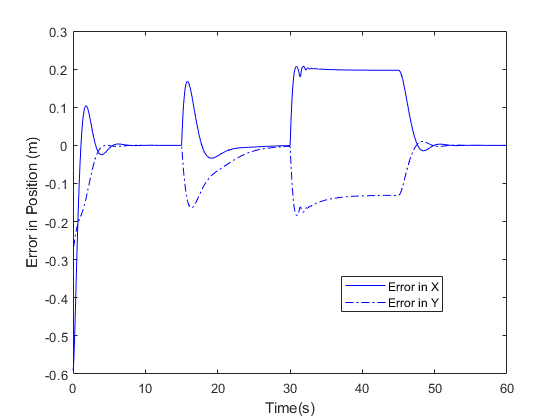 0.3
0.2
0.1
0
-0.1
-0.2
-0.3
-0.4
-0.5
-0.6
Error in Position (m)
Error in X
Error in Y
0 10 20 30 40 50 60
Time(s)